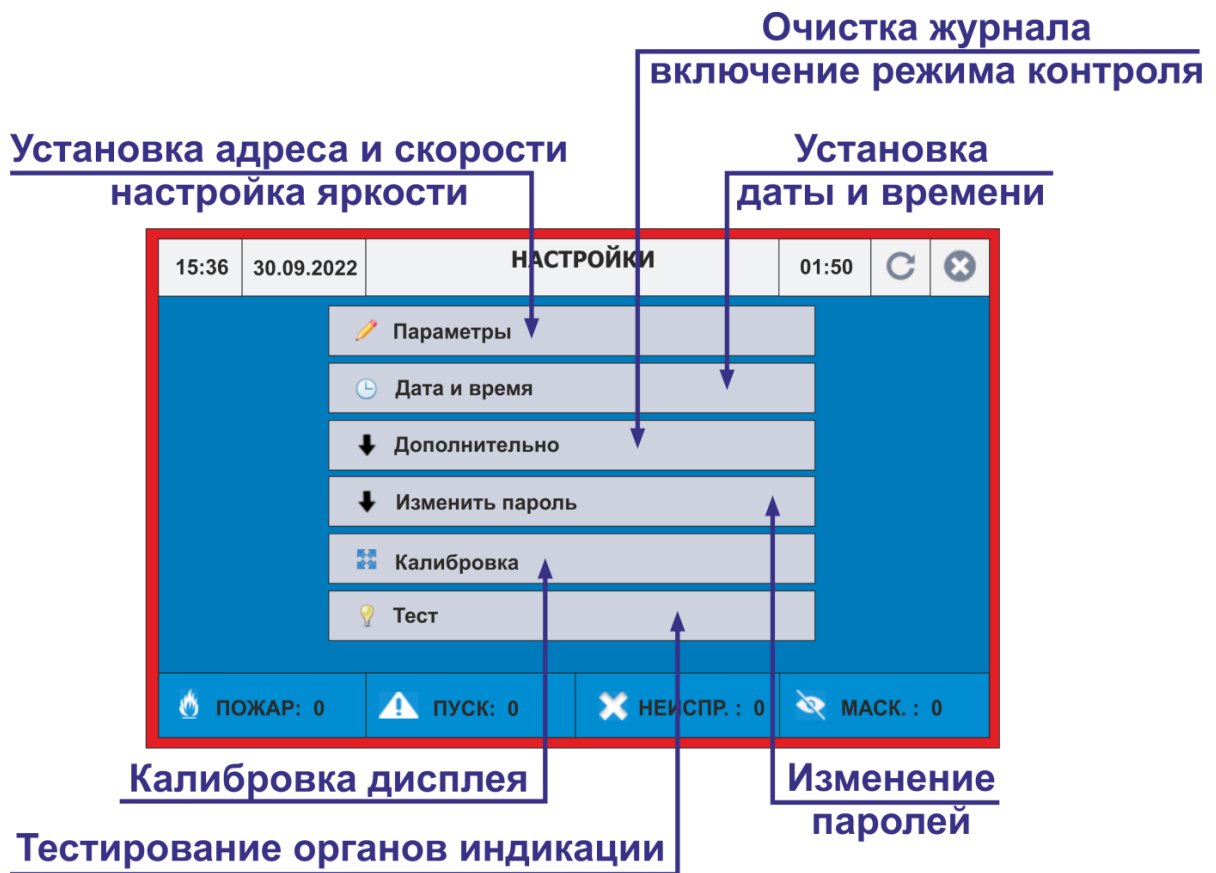 Очистка журнала
включение режима контроля
Установка адреса и скорости
настройка яркости
Установка
даты и времени
15:36 30.09.2022 НАСТРОЙКИ 01:50
Параметры
Дата и время
Дополнительно
Изменить пароль
Калибровка
Тест
ПОЖАР: 0 ПУСК: 0 НЕИСПР. : 0 МАСК. : 0
Калибровка дисплея
Изменение
паролей
Тестирование органов индикации